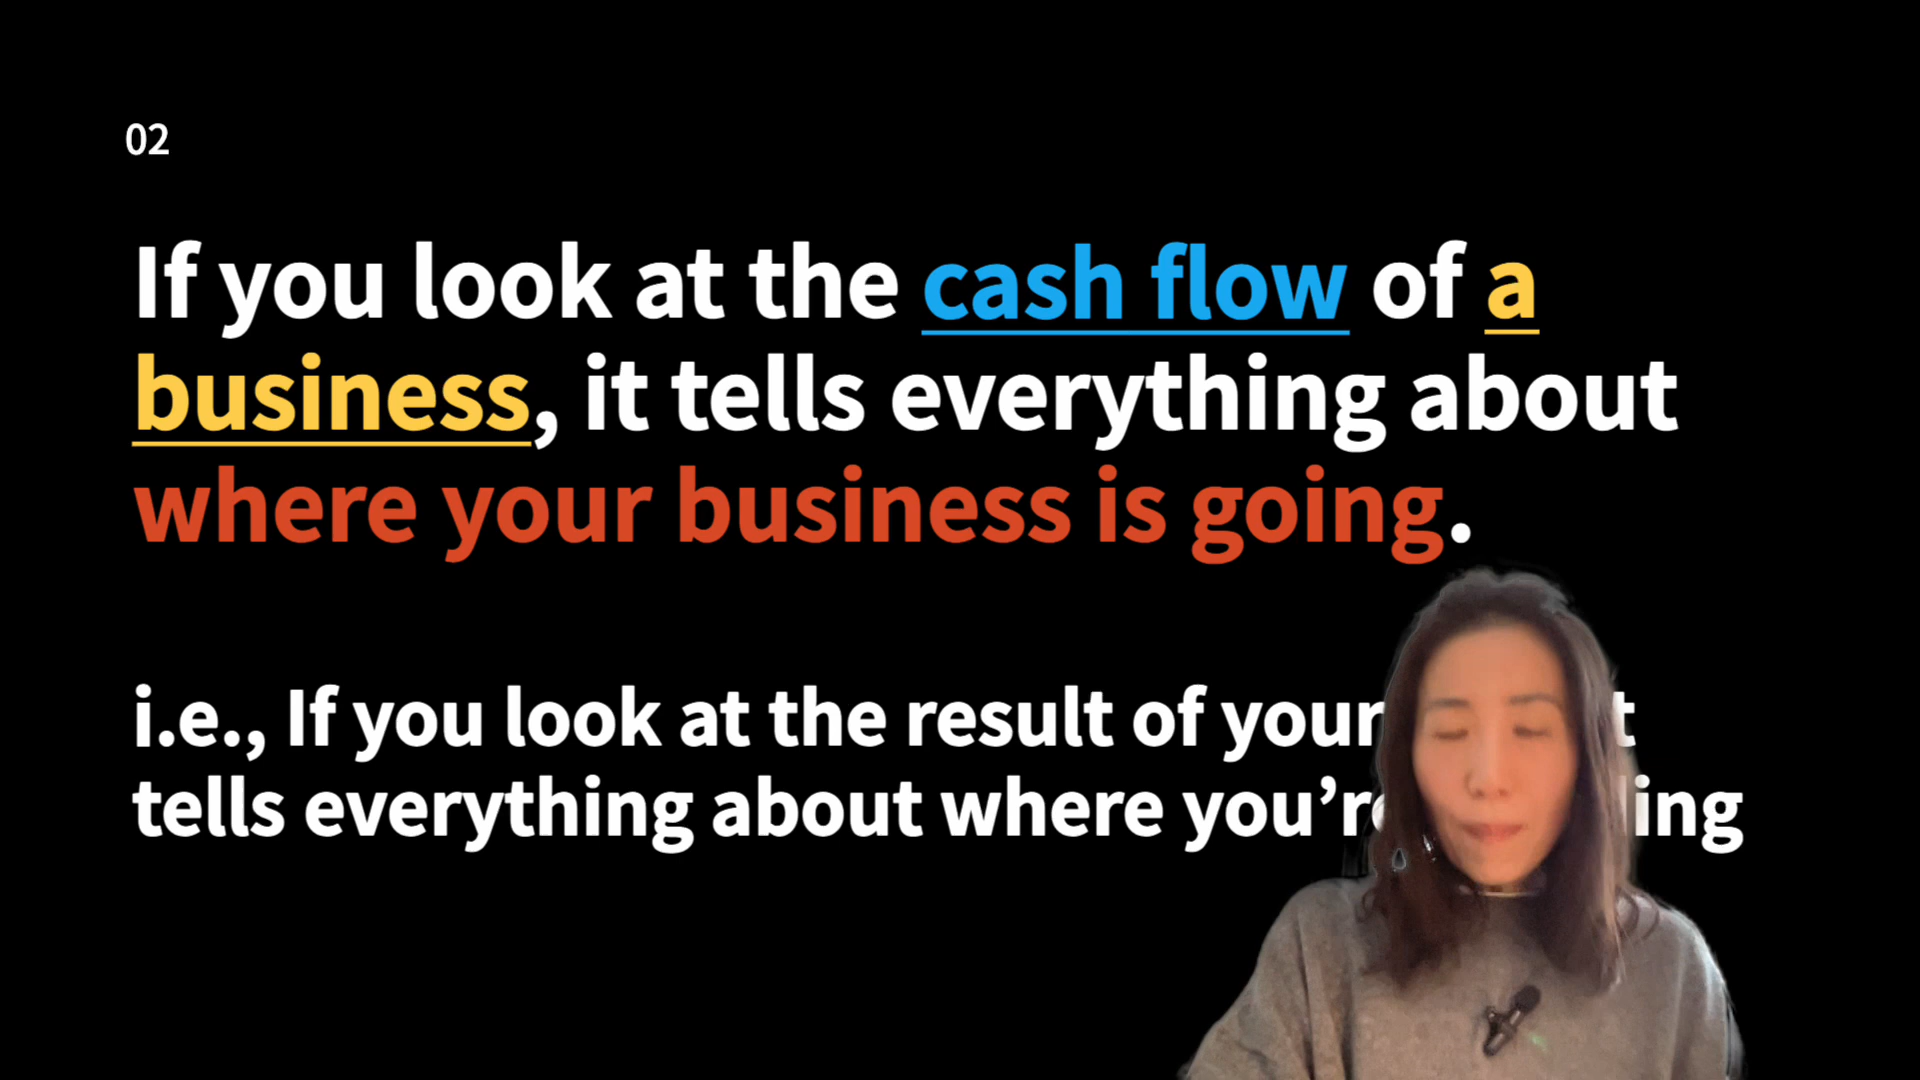 02
If you look at the cash flow of a
business, it tells everything about
where your business is going.
i.e., If you look at the result of your
tells everything about where you’re